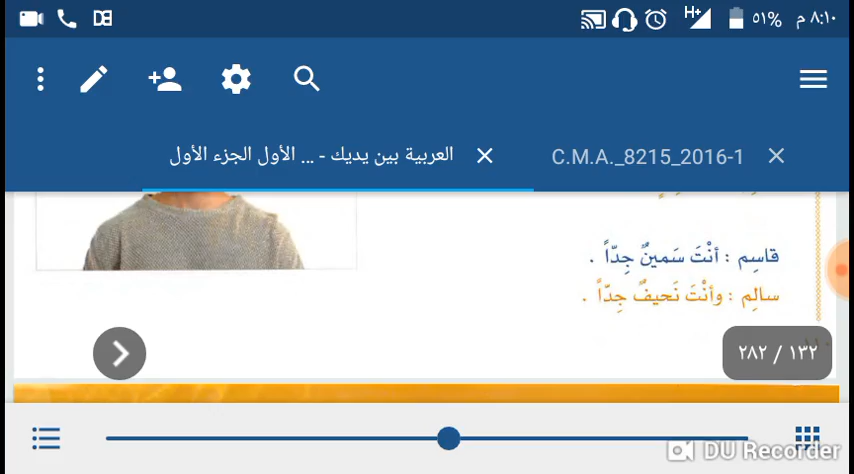 ٨:١٠ م ٥١% H+
العربية بين يديك - ... الأول الجزء الأول
C.M.A._8215_2016-1
قاسِم : أنْتَ سَمينٌ جِدّاً .
سالِم : وأنْتَ نَحيفٌ جِدّاً .
١٣٢ / ٢٨٢
DU Recorder